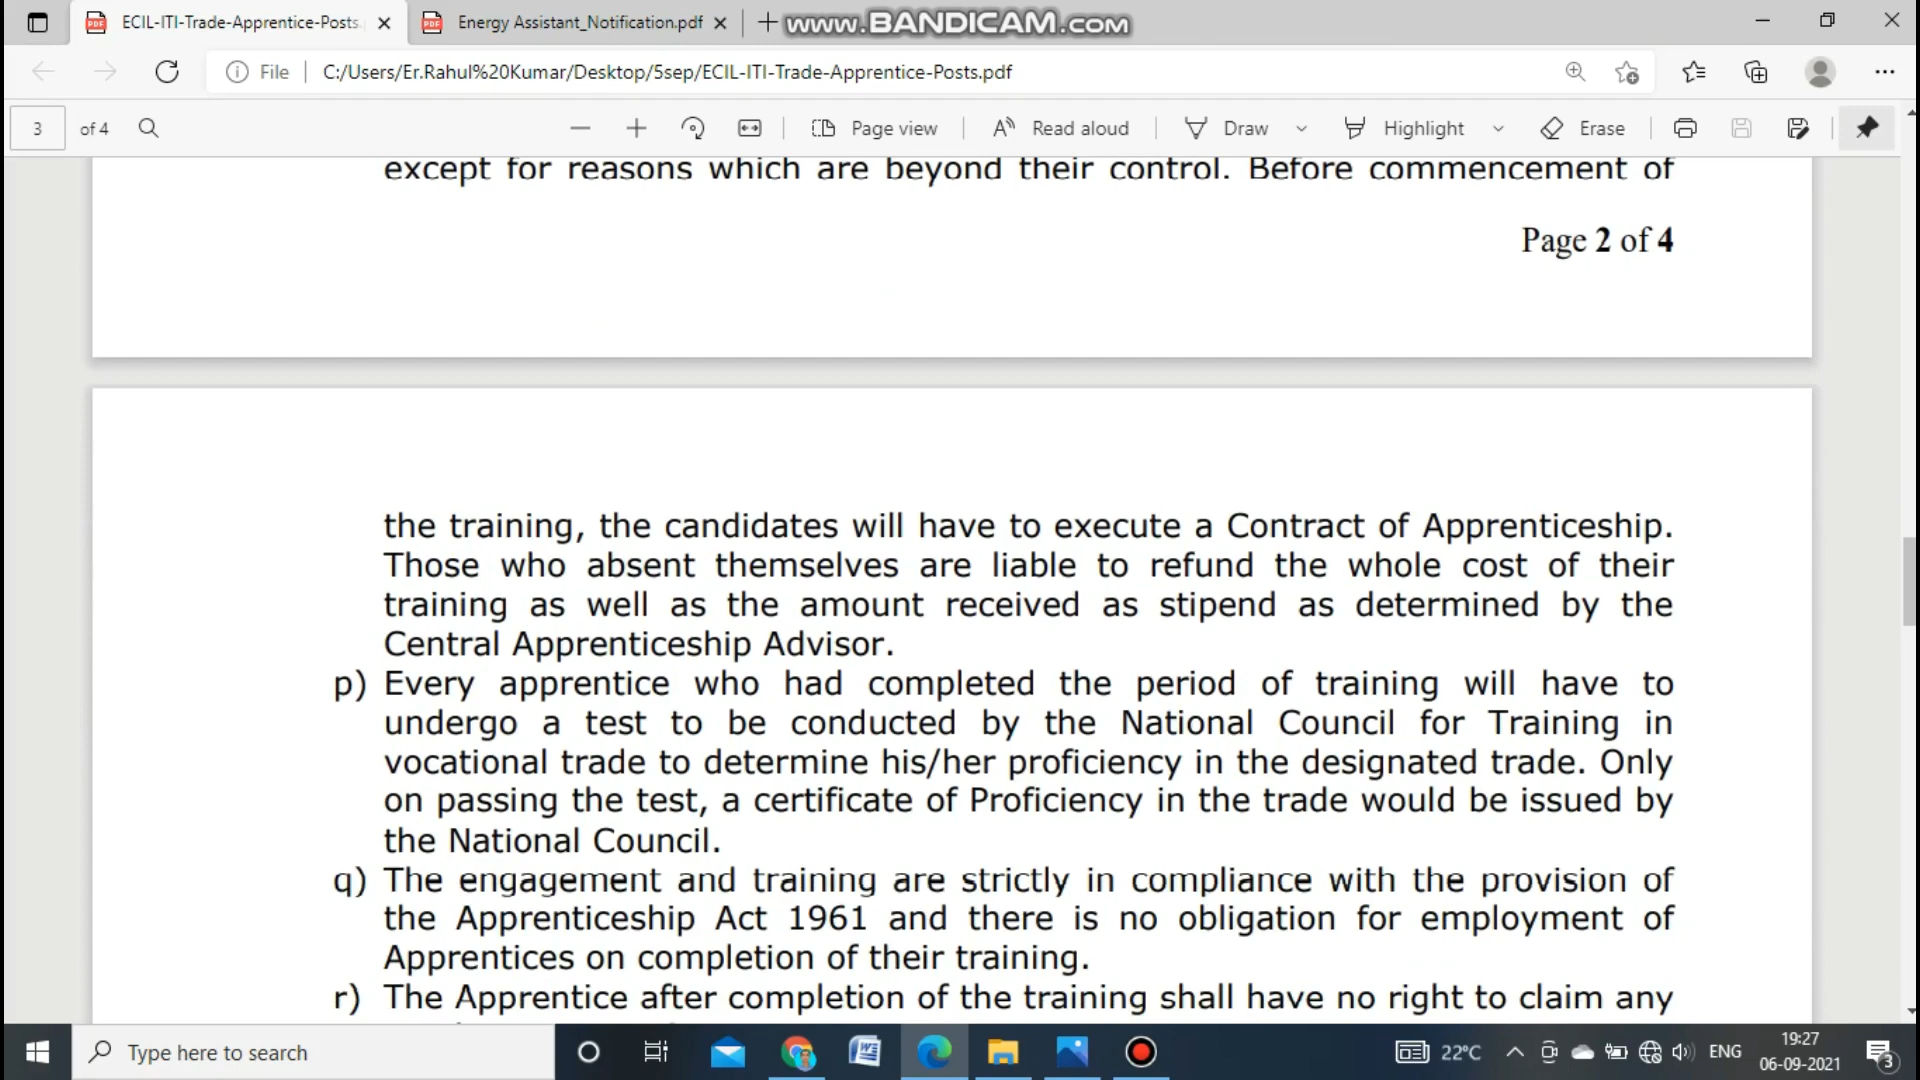 ECIL-ITI-Trade-Apprentice-Posts.
Energy Assistant_Notification.pdf
www.BANDICAM.com
File
C:/Users/Er.Rahul%20Kumar/Desktop/5sep/ECIL-ITI-Trade-Apprentice-Posts.pdf
3 of 4
Page view
Read aloud
Draw
Highlight
Erase
except for reasons which are beyond their control. Before commencement of
Page 2 of 4
the training, the candidates will have to execute a Contract of Apprenticeship.
Those who absent themselves are liable to refund the whole cost of their
training as well as the amount received as stipend as determined by the
Central Apprenticeship Advisor.
p) Every apprentice who had completed the period of training will have to
undergo a test to be conducted by the National Council for Training in
vocational trade to determine his/her proficiency in the designated trade. Only
on passing the test, a certificate of Proficiency in the trade would be issued by
the National Council.
q) The engagement and training are strictly in compliance with the provision of
the Apprenticeship Act 1961 and there is no obligation for employment of
Apprentices on completion of their training.
r) The Apprentice after completion of the training shall have no right to claim any
Type here to search
22°C
ENG
19:27
06-09-2021
3